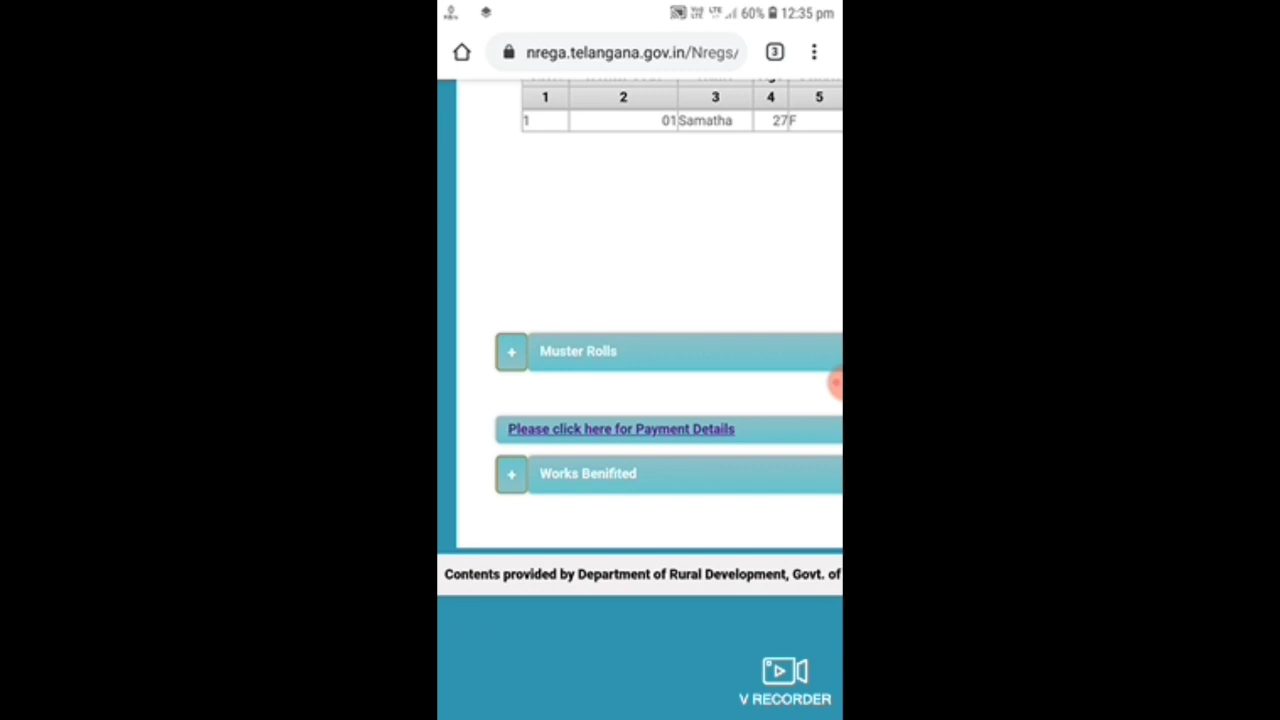 60% 12:35 pm
nrega.telangana.gov.in/Nregs/ 3
1 2 3 4 5
1 01 Samatha 27 F
+ Muster Rolls
Please click here for Payment Details
+ Works Benifited
Contents provided by Department of Rural Development, Govt. of
V RECORDER